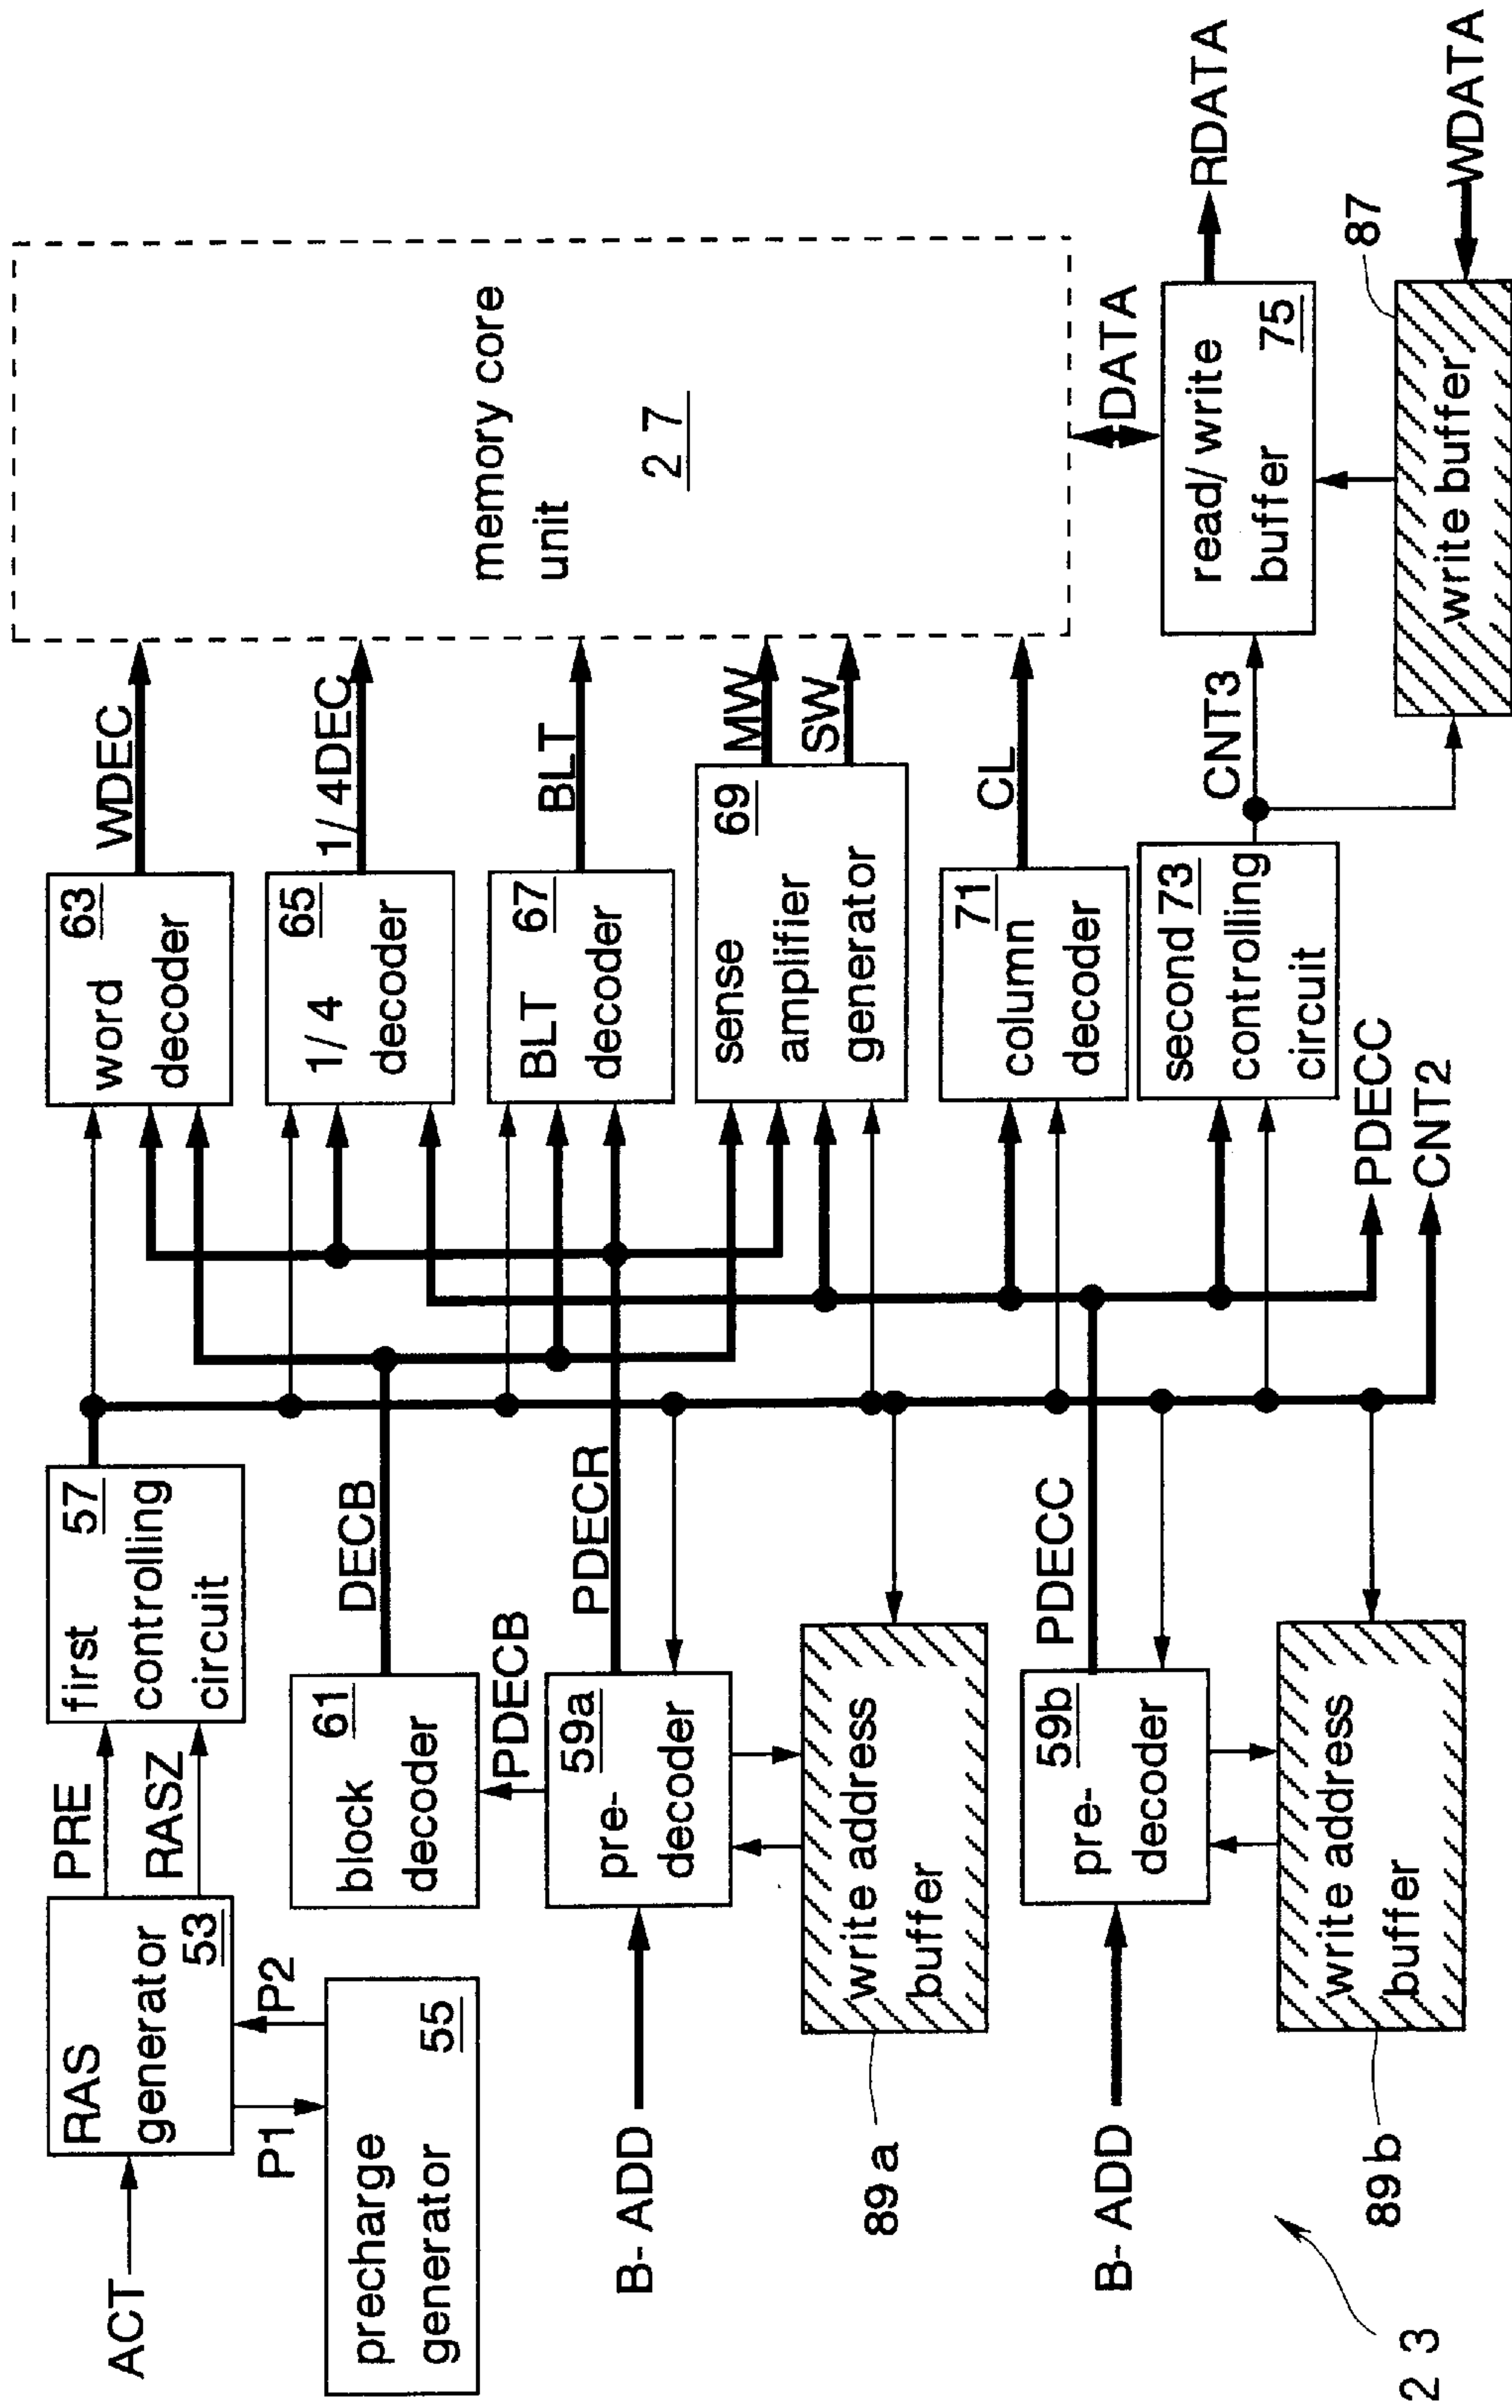 ACT
RAS
generator
53
P1
P2
precharge
generator
55
PRE
RASZ
first 57
controlling
circuit
block
decoder
61
DECB
PDECB
B- ADD
pre-
decoder
59a
PDECR
write address
buffer
89a
B- ADD
pre-
decoder
59b
PDECC
write address
buffer
89b
23
word
decoder
63
WDEC
1/4
decoder
65
1/4DEC
BLT
decoder
67
BLT
sense
amplifier
generator
69
MW
SW
column
decoder
71
CL
second 73
controlling
circuit
CNT3
PDECC
CNT2
memory core
unit
27
DATA
read/write
buffer
75
RDATA
write buffer
87
WDATA